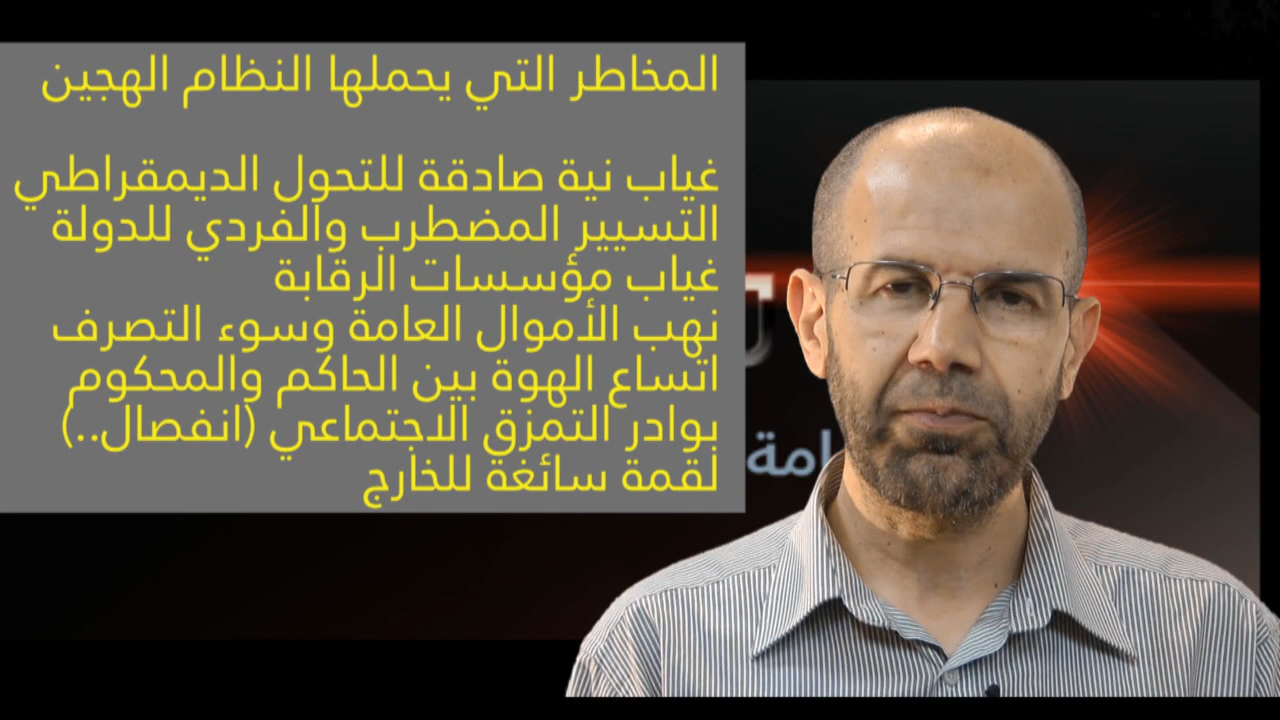 المخاطر التي يحملها النظام الهجين
غياب نية صادقة للتحول الديمقراطي
التسيير المضطرب والفردي للدولة
غياب مؤسسات الرقابة
نهب الأموال العامة وسوء التصرف
اتساع الهوة بين الحاكم والمحكوم
بوادر التمزق الاجتماعي (انفصال..)
لقمة سائغة للخارج